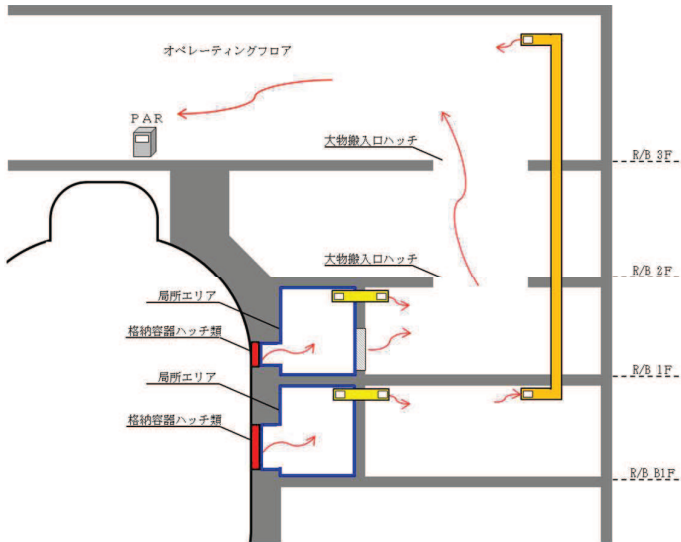 オペレーティングフロア
PAR
大物搬入口ハッチ
R/B 3F
大物搬入口ハッチ
R/B 2F
局所エリア
格納容器ハッチ類
局所エリア
R/B 1F
格納容器ハッチ類
R/B B1F